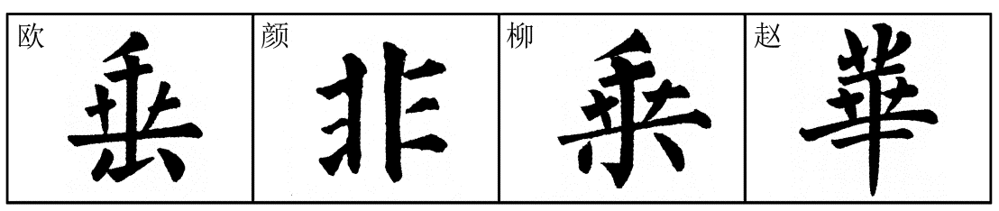 欧 垂 颜 非 柳 乘 赵 華